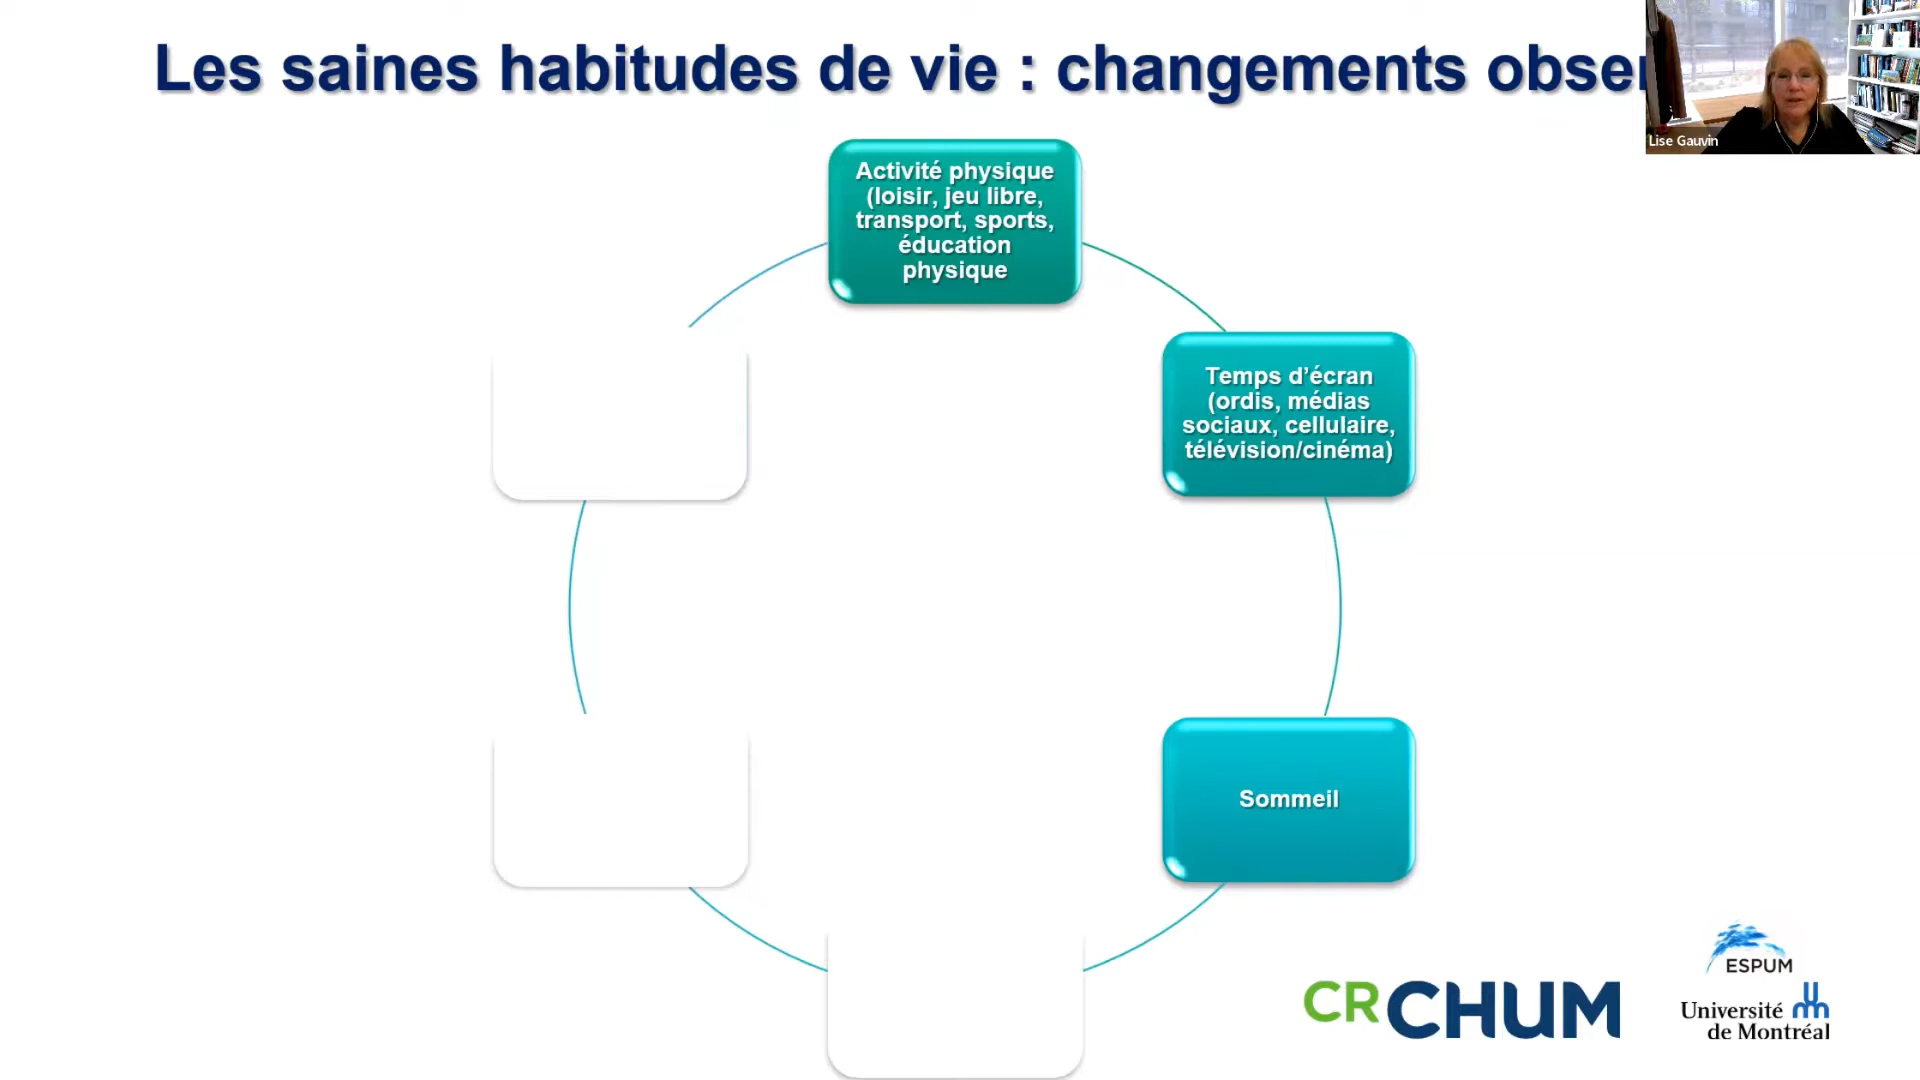 Les saines habitudes de vie : changements obser
Lise Gauvin
Activité physique
(loisir, jeu libre,
transport, sports,
éducation
physique
Temps d’écran
(ordis, médias
sociaux, cellulaire,
télévision/cinéma)
Sommeil
ESPUM
CRCHUM
Université
de Montréal